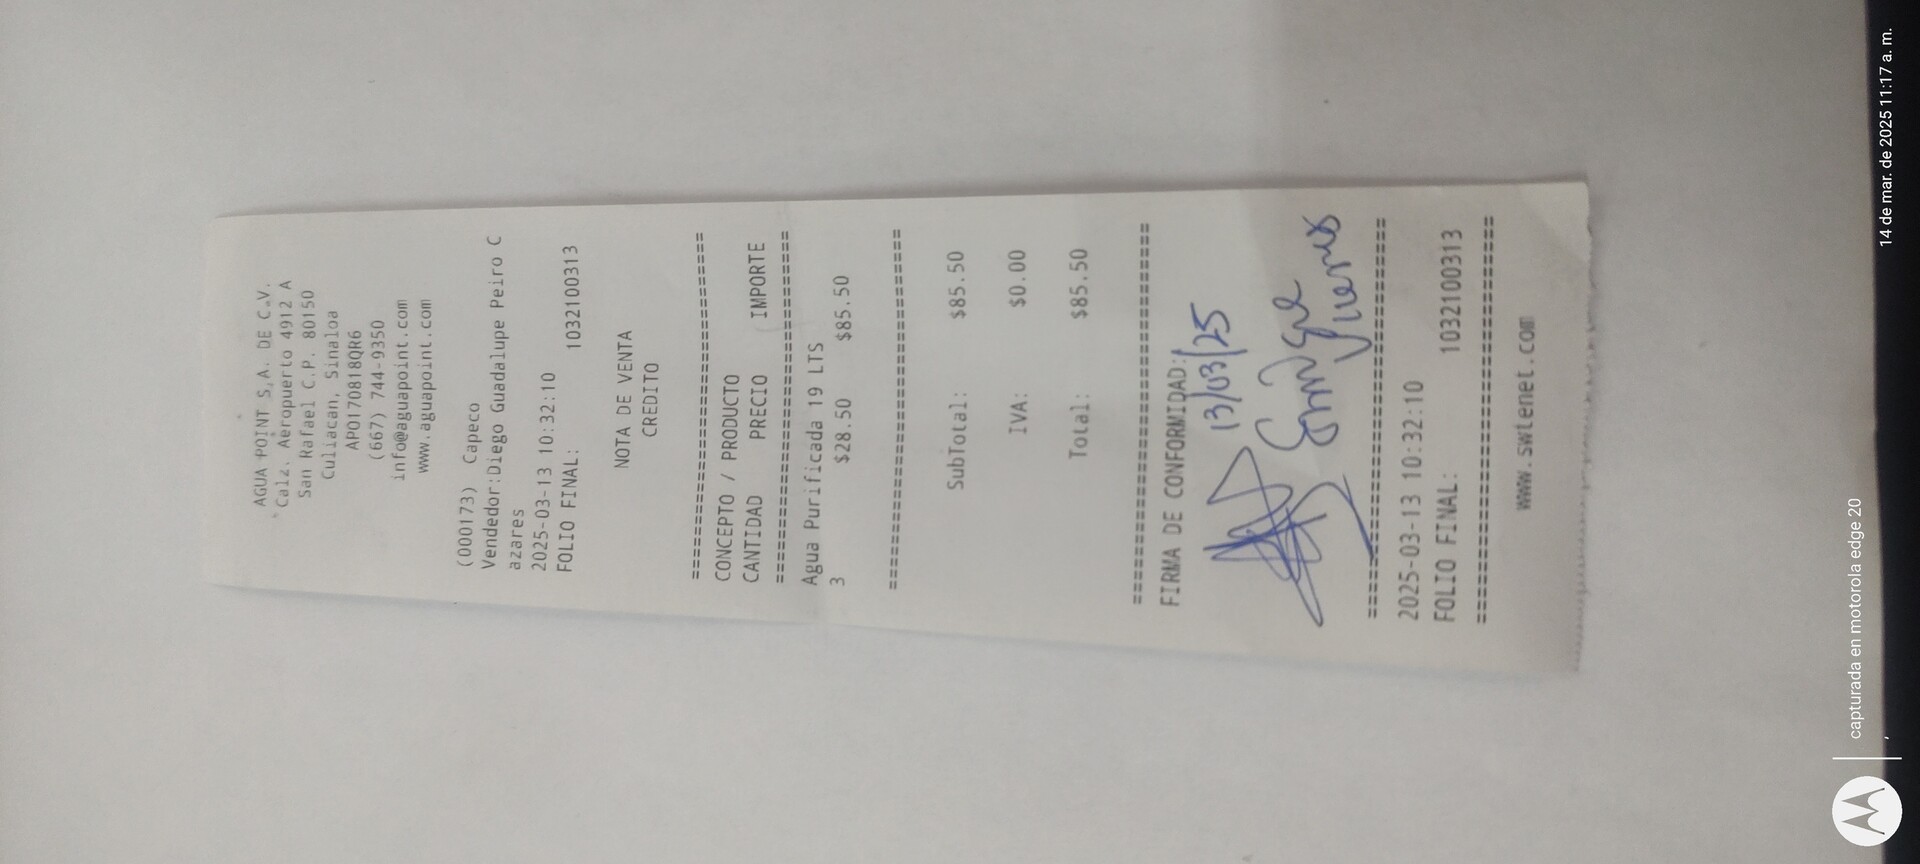 AGUA POINT S.A. DE C.V.
Calz. Aeropuerto 4912 A
San Rafael C.P. 80150
Culiacan, Sinaloa
APO170818QR6
(667) 744-9350
info@aguapoint.com
www.aguapoint.com
(000173) Capeco
Vendedor:Diego Guadalupe Peiro C
azares
2025-03-13 10:32:10
FOLIO FINAL: 1032100313
NOTA DE VENTA
CREDITO
================================
CONCEPTO / PRODUCTO
CANTIDAD PRECIO IMPORTE
================================
Agua Purificada 19 LTS
3 $28.50 $85.50
================================
SubTotal: $85.50
IVA: $0.00
Total: $85.50
================================
FIRMA DE CONFORMIDAD:
13/03/25
================================
2025-03-13 10:32:10
FOLIO FINAL: 1032100313
================================
www.swtenet.com
capturada en motorola edge 20
14 de mar. de 2025 11:17 a. m.